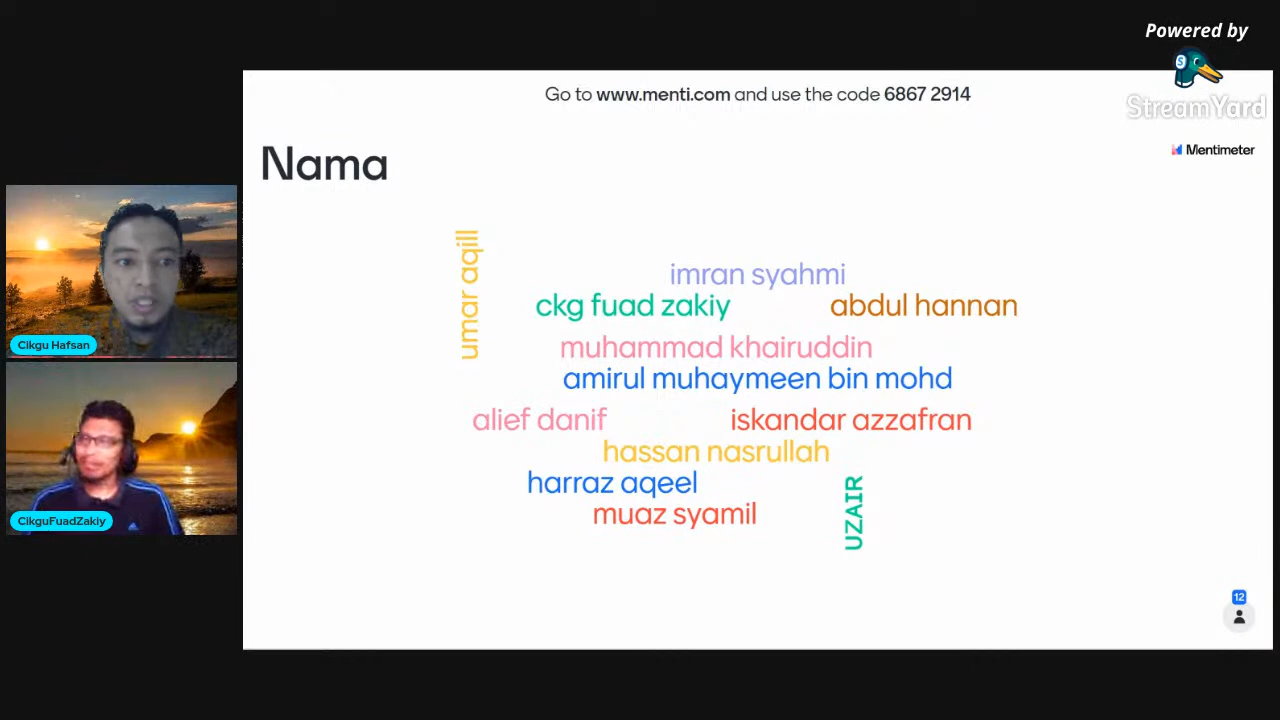 Powered by
StreamYard
Go to www.menti.com and use the code 6867 2914
Mentimeter
Nama
umar aqill
imran syahmi
ckg fuad zakiy
abdul hannan
muhammad khairuddin
amirul muhaymeen bin mohd
alief danif
iskandar azzafran
hassan nasrullah
harraz aqeel
UZAIR
muaz syamil
12
Cikgu Hafsan
CikguFuadZakiy